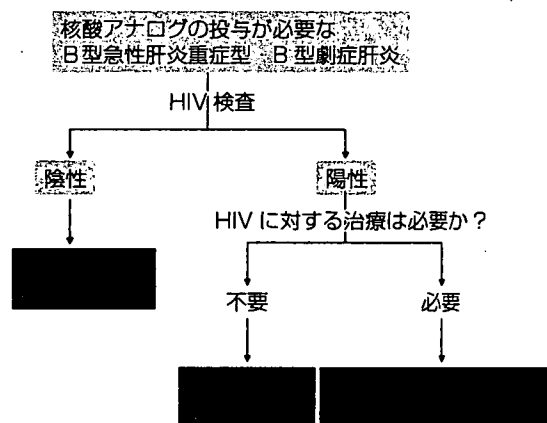 核酸アナログの投与が必要な
B型急性肝炎重症型 B型劇症肝炎
HIV検査
陰性
陽性
HIVに対する治療は必要か？
不要
必要